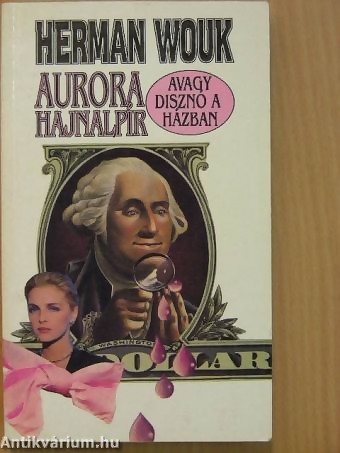 HERMAN WOUK
AURORA
HAJNALPÍR
AVAGY
DISZNÓ A
HÁZBAN
WASHINGTON
DOLLAR
Antikvárium.hu